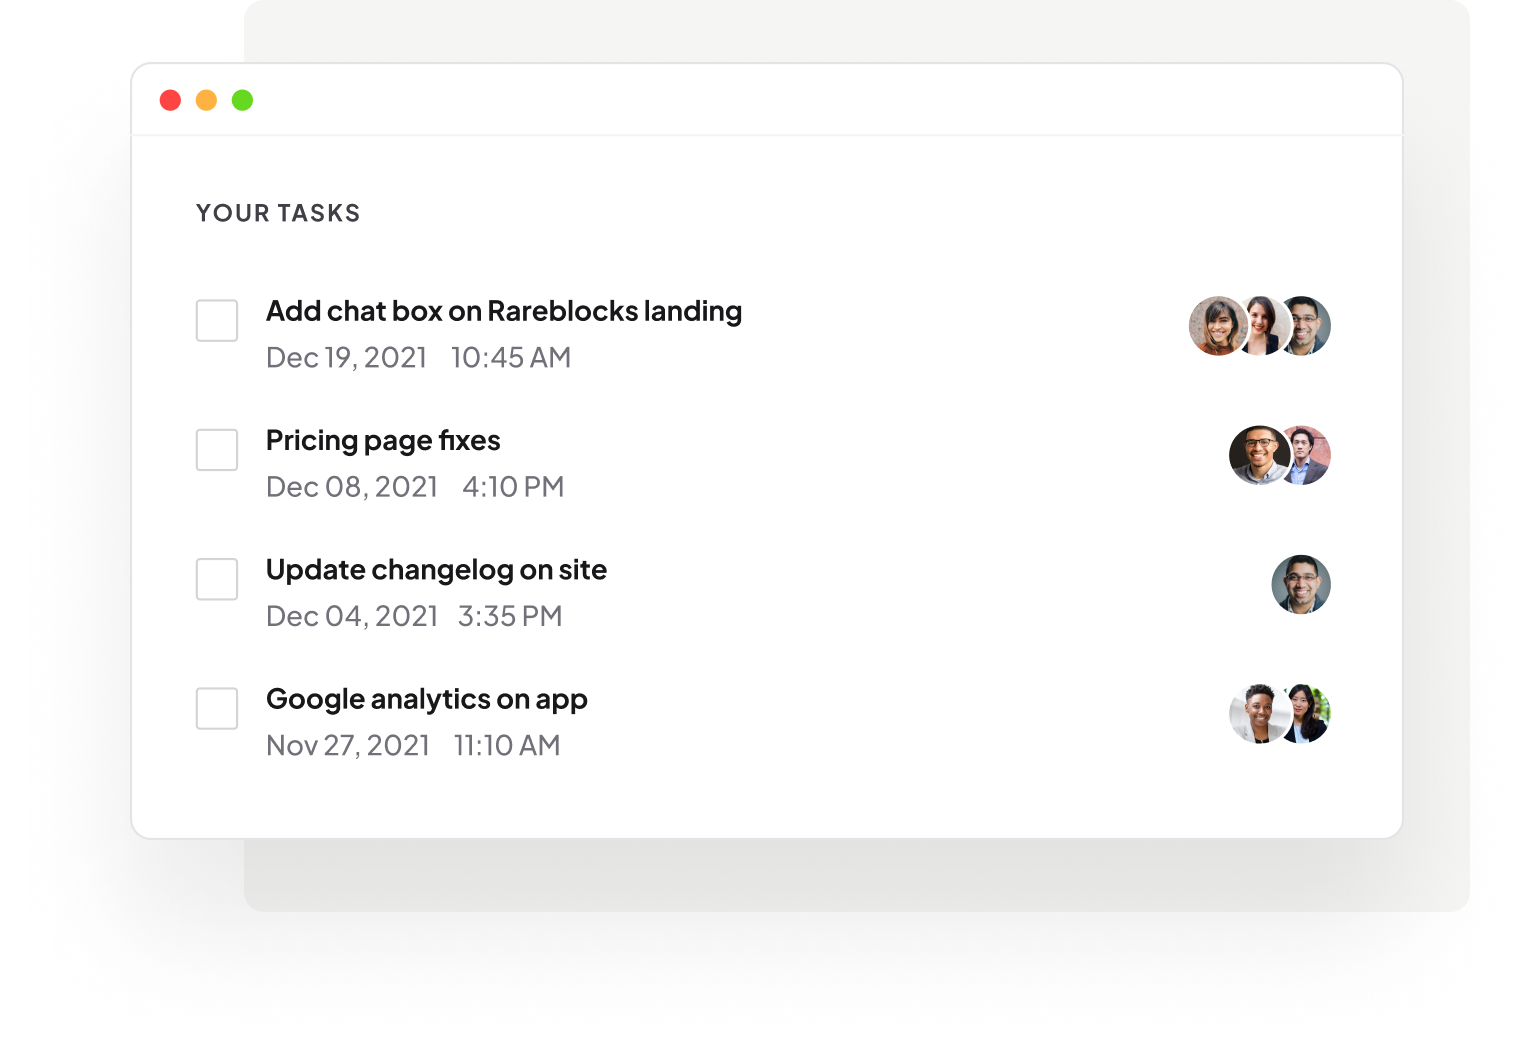 YOUR TASKS
Add chat box on Rareblocks landing
Dec 19, 2021 10:45 AM
Pricing page fixes
Dec 08, 2021 4:10 PM
Update changelog on site
Dec 04, 2021 3:35 PM
Google analytics on app
Nov 27, 2021 11:10 AM